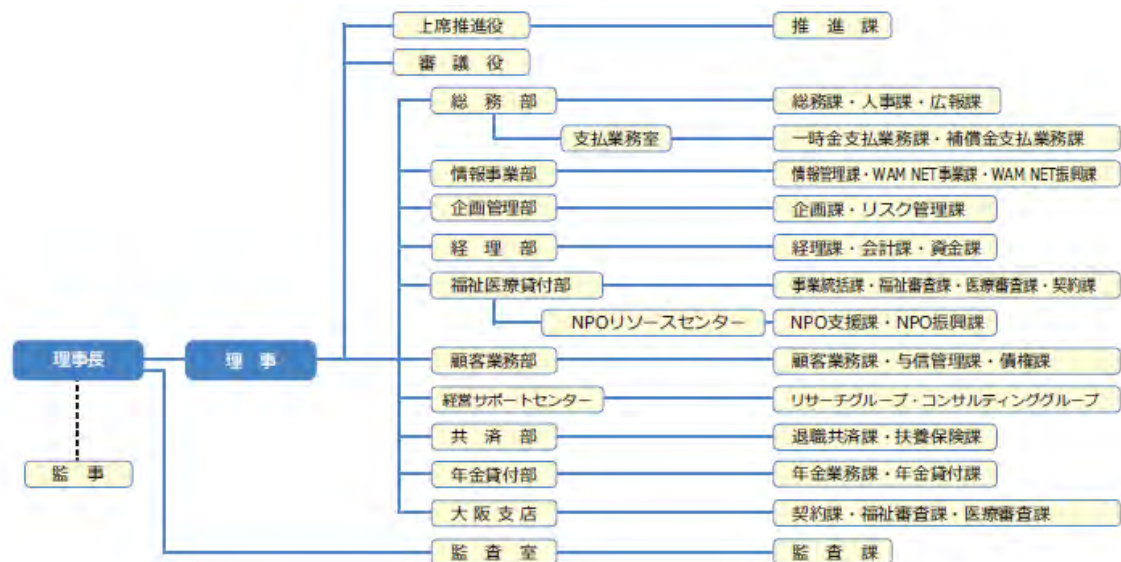 上席推進役 推進課
審議役
総務部 総務課・人事課・広報課
支払業務室 一時金支払業務課・補償金支払業務課
情報事業部 情報管理課・WAM NET事業課・WAM NET振興課
企画管理部 企画課・リスク管理課
経理部 経理課・会計課・資金課
福祉医療貸付部 事業統括課・福祉審査課・医療審査課・契約課
NPOリソースセンター NPO支援課・NPO振興課
理事長 理事 顧客業務部 顧客業務課・与信管理課・債権課
経営サポートセンター リサーチグループ・コンサルティンググループ
共済部 退職共済課・扶養保険課
監事 年金貸付部 年金業務課・年金貸付課
大阪支店 契約課・福祉審査課・医療審査課
監査室 監査課